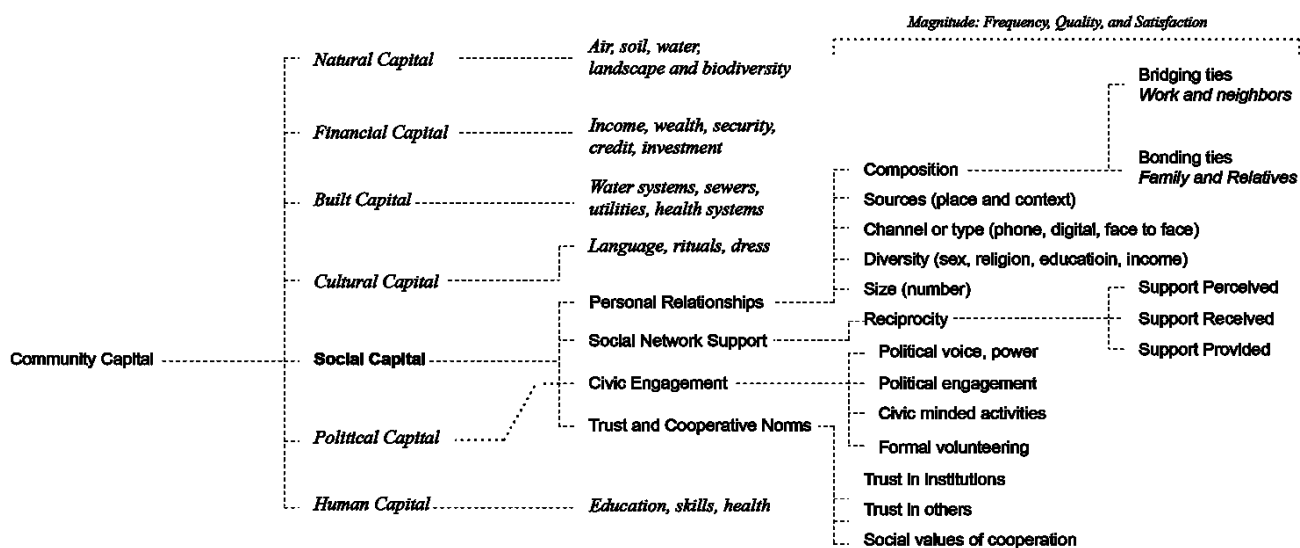 Magnitude: Frequency, Quality, and Satisfaction
Natural Capital
Air, soil, water,
landscape and biodiversity
Bridging ties
Work and neighbors
Financial Capital
Income, wealth, security,
credit, investment
Composition
Bonding ties
Family and Relatives
Built Capital
Water systems, sewers,
utilities, health systems
Sources (place and context)
Channel or type (phone, digital, face to face)
Cultural Capital
Language, rituals, dress
Diversity (sex, religion, educatioin, income)
Personal Relationships
Size (number)
Support Perceived
Social Network Support
Reciprocity
Support Received
Community Capital
Social Capital
Political voice, power
Support Provided
Civic Engagement
Political engagement
Civic minded activities
Political Capital
Trust and Cooperative Norms
Formal volunteering
Trust in institutions
Human Capital
Education, skills, health
Trust in others
Social values of cooperation